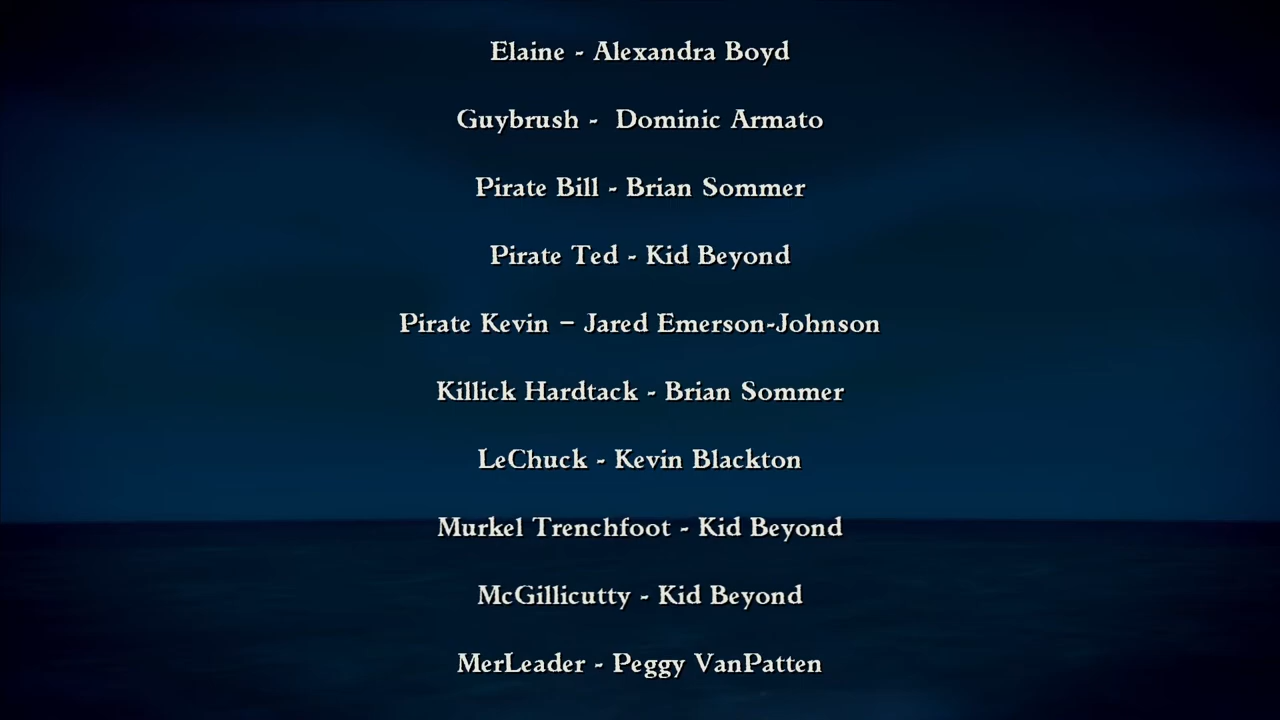 Elaine - Alexandra Boyd
Guybrush -  Dominic Armato
Pirate Bill - Brian Sommer
Pirate Ted - Kid Beyond
Pirate Kevin – Jared Emerson-Johnson
Killick Hardtack - Brian Sommer
LeChuck - Kevin Blackton
Murkel Trenchfoot - Kid Beyond
McGillicutty - Kid Beyond
MerLeader - Peggy VanPatten